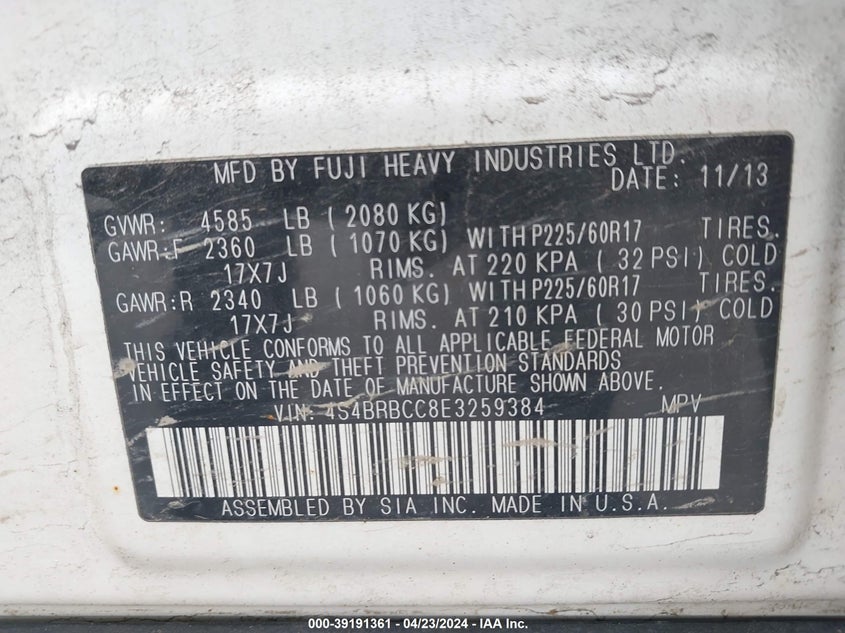 MFD BY FUJI HEAVY INDUSTRIES LTD.
DATE: 11/13
GVWR: 4585 LB ( 2080 KG)
GAWR:F 2360 LB ( 1070 KG) WITH P225/60R17 TIRES.
17X7J RIMS. AT 220 KPA ( 32 PSI) COLD
GAWR:R 2340 LB ( 1060 KG) WITH P225/60R17 TIRES.
17X7J RIMS. AT 210 KPA ( 30 PSI) COLD
THIS VEHICLE CONFORMS TO ALL APPLICABLE FEDERAL MOTOR
VEHICLE SAFETY AND THEFT PREVENTION STANDARDS
IN EFFECT ON THE DATE OF MANUFACTURE SHOWN ABOVE.
VIN: 4S4BRBCC8E3259384 MPV
ASSEMBLED BY SIA INC. MADE IN U.S.A.
000-39191361 - 04/23/2024 - IAA Inc.